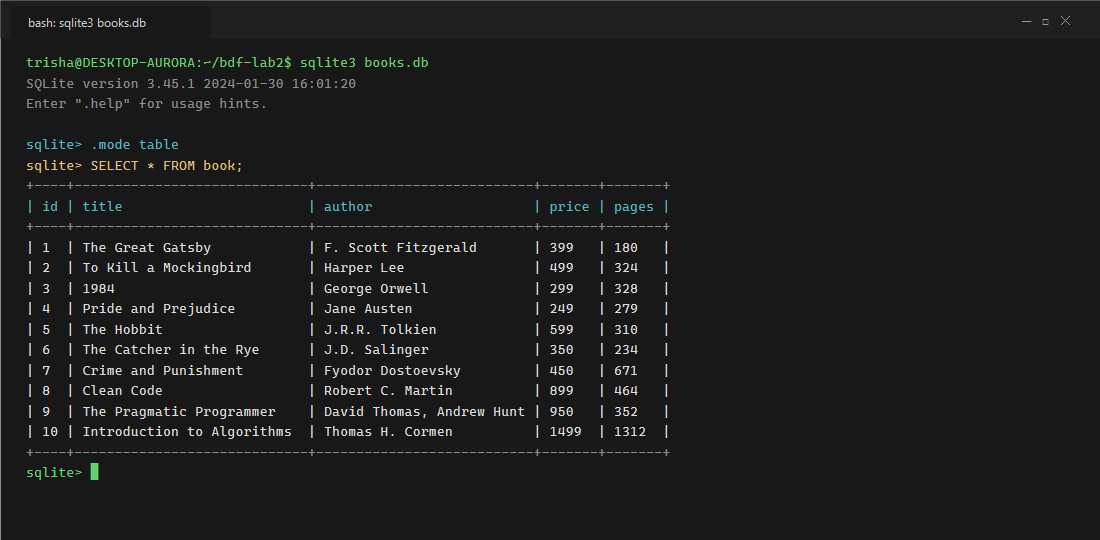 bash: sqlite3 books.db
trisha@DESKTOP-AURORA:~/bdf-lab2$ sqlite3 books.db
SQLite version 3.45.1 2024-01-30 16:01:20
Enter ".help" for usage hints.
sqlite> .mode table
sqlite> SELECT * FROM book;
+----+-----------------------------+---------------------------+-------+-------+
| id | title                       | author                    | price | pages |
+----+-----------------------------+---------------------------+-------+-------+
| 1  | The Great Gatsby            | F. Scott Fitzgerald       | 399   | 180   |
| 2  | To Kill a Mockingbird       | Harper Lee                | 499   | 324   |
| 3  | 1984                        | George Orwell             | 299   | 328   |
| 4  | Pride and Prejudice         | Jane Austen               | 249   | 279   |
| 5  | The Hobbit                  | J.R.R. Tolkien            | 599   | 310   |
| 6  | The Catcher in the Rye      | J.D. Salinger             | 350   | 234   |
| 7  | Crime and Punishment        | Fyodor Dostoevsky         | 450   | 671   |
| 8  | Clean Code                  | Robert C. Martin          | 899   | 464   |
| 9  | The Pragmatic Programmer    | David Thomas, Andrew Hunt | 950   | 352   |
| 10 | Introduction to Algorithms  | Thomas H. Cormen          | 1499  | 1312  |
+----+-----------------------------+---------------------------+-------+-------+
sqlite>